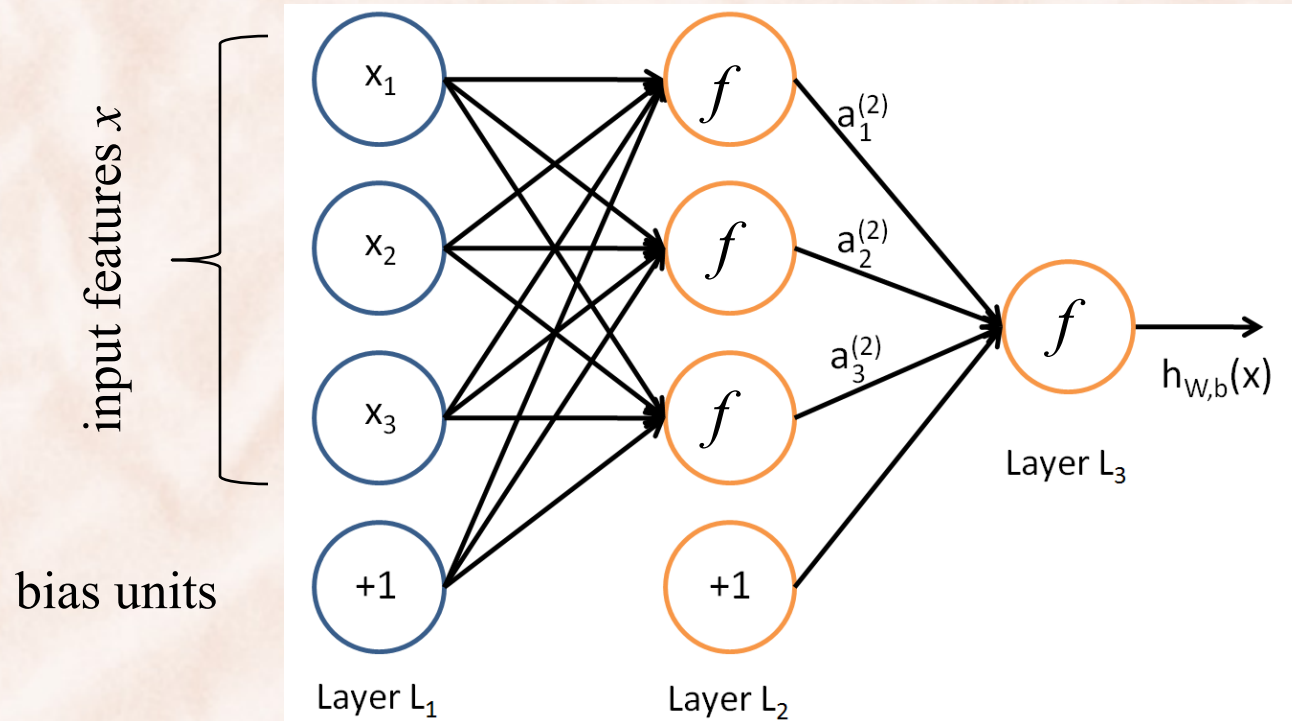 input features x
bias units
x₁
x₂
x₃
+1
Layer L₁
f
f
f
+1
Layer L₂
a₁⁽²⁾
a₂⁽²⁾
a₃⁽²⁾
f
Layer L₃
h_W,b(x)